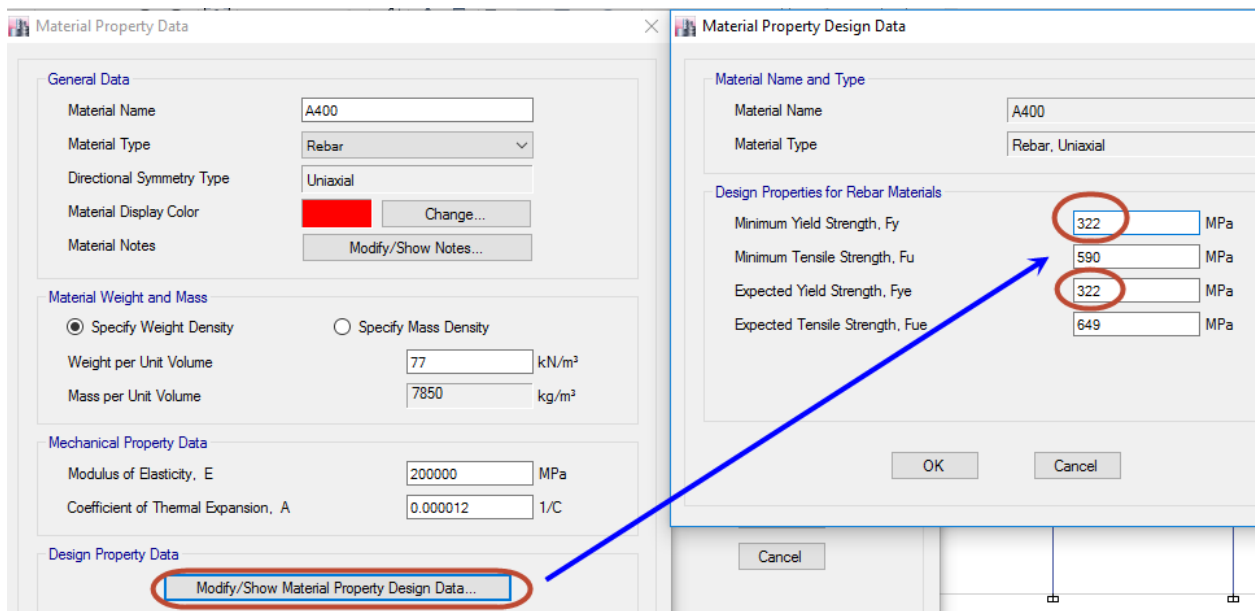 Material Property Data
General Data
Material Name A400
Material Type Rebar
Directional Symmetry Type Uniaxial
Material Display Color Change...
Material Notes Modify/Show Notes...
Material Weight and Mass
Specify Weight Density Specify Mass Density
Weight per Unit Volume 77 kN/m³
Mass per Unit Volume 7850 kg/m³
Mechanical Property Data
Modulus of Elasticity, E 200000 MPa
Coefficient of Thermal Expansion, A 0.000012 1/C
Design Property Data
Modify/Show Material Property Design Data...
Material Property Design Data
Material Name and Type
Material Name A400
Material Type Rebar, Uniaxial
Design Properties for Rebar Materials
Minimum Yield Strength, Fy 322 MPa
Minimum Tensile Strength, Fu 590 MPa
Expected Yield Strength, Fye 322 MPa
Expected Tensile Strength, Fue 649 MPa
OK Cancel
Cancel